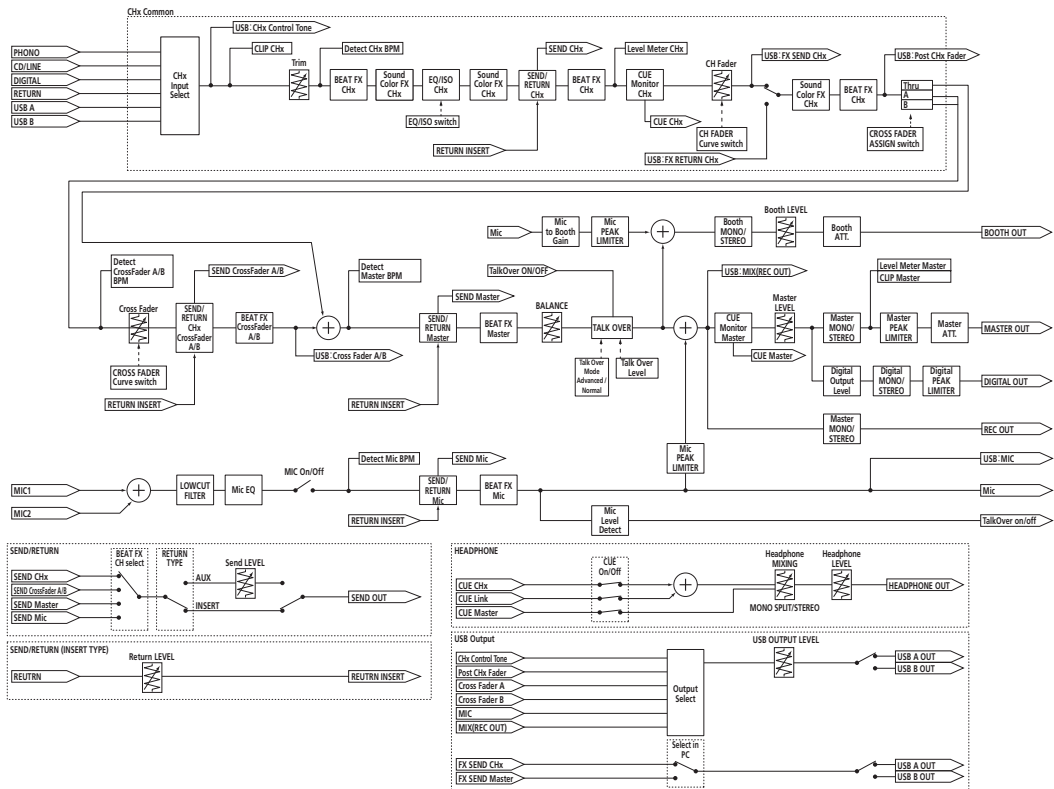 CHx Common
USB: CHx Control Tone
CLIP CHx
Detect CHx BPM
SEND CHx
Level Meter CHx
USB: FX SEND CHx
USB: Post CHx Fader
PHONO
CD/LINE
DIGITAL
RETURN
USB A
USB B
CHx
Input
Select
Trim
BEAT FX
CHx
Sound
Color FX
CHx
EQ/ISO
CHx
Sound
Color FX
CHx
SEND/
RETURN
CHx
BEAT FX
CHx
CUE
Monitor
CHx
CH Fader
Sound
Color FX
CHx
BEAT FX
CHx
Thru
A
B
EQ/ISO switch
RETURN INSERT
CUE CHx
CH FADER
Curve switch
USB: FX RETURN CHx
CROSS FADER
ASSIGN switch
Mic
Mic
to Booth
Gain
Mic
PEAK
LIMITER
Booth
MONO/
STEREO
Booth LEVEL
Booth
ATT.
BOOTH OUT
Detect
CrossFader A/B
BPM
SEND CrossFader A/B
Detect
Master BPM
TalkOver ON/OFF
SEND Master
USB: MIX(REC OUT)
Level Meter Master
CLIP Master
Cross Fader
SEND/
RETURN
CHx
CrossFader
A/B
BEAT FX
CrossFader
A/B
SEND/
RETURN
Master
BEAT FX
Master
BALANCE
TALK OVER
CUE
Monitor
Master
Master
LEVEL
Master
MONO/
STEREO
Master
PEAK
LIMITER
Master
ATT.
MASTER OUT
CROSS FADER
Curve switch
USB: Cross Fader A/B
RETURN INSERT
RETURN INSERT
Talk Over
Mode
Advanced /
Normal
Talk Over
Level
CUE Master
Digital
Output
Level
Digital
MONO/
STEREO
Digital
PEAK
LIMITER
DIGITAL OUT
Master
MONO/
STEREO
REC OUT
Mic
PEAK
LIMITER
USB: MIC
MIC1
MIC2
LOWCUT
FILTER
Mic EQ
MIC On/Off
Detect Mic BPM
SEND Mic
SEND/
RETURN
Mic
BEAT FX
Mic
Mic
RETURN INSERT
Mic
Level
Detect
TalkOver on/off
SEND/RETURN
BEAT FX
CH select
RETURN
TYPE
Send LEVEL
AUX
INSERT
SEND CHx
SEND CrossFader A/B
SEND Master
SEND Mic
SEND OUT
SEND/RETURN (INSERT TYPE)
Return LEVEL
REUTRN
REUTRN INSERT
HEADPHONE
CUE
On/Off
Headphone
MIXING
Headphone
LEVEL
CUE CHx
CUE Link
CUE Master
MONO SPLIT/STEREO
HEADPHONE OUT
USB Output
USB OUTPUT LEVEL
CHx Control Tone
Post CHx Fader
Cross Fader A
Cross Fader B
MIC
MIX(REC OUT)
Output
Select
USB A OUT
USB B OUT
Select in
PC
FX SEND CHx
FX SEND Master
USB A OUT
USB B OUT